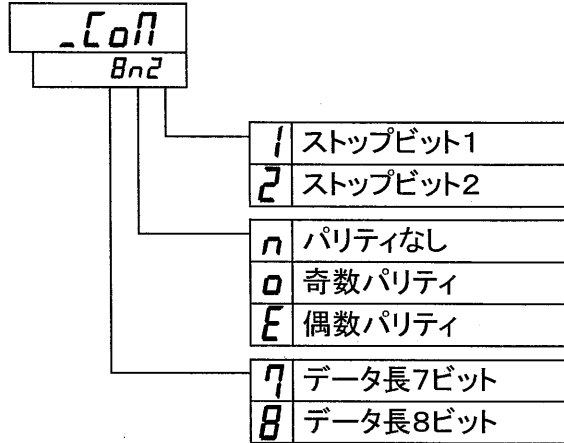 _CoM
8n2
1 ストップビット1
2 ストップビット2
n パリティなし
o 奇数パリティ
E 偶数パリティ
7 データ長7ビット
8 データ長8ビット